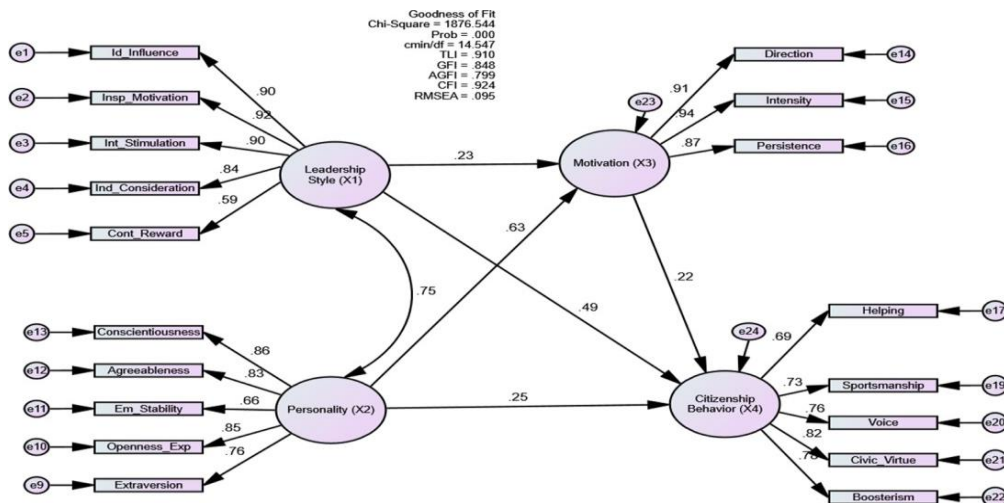 Goodness of Fit
Chi-Square = 1876.544
Prob = .000
cmin/df = 14.547
TLI = .910
GFI = .848
AGFI = .799
CFI = .924
RMSEA = .095
e1
Id_Influence
.90
e2
Insp_Motivation
.92
e3
Int_Stimulation
.90
e4
Ind_Consideration
.84
e5
Cont_Reward
.59
Leadership
Style (X1)
.23
e23
Motivation (X3)
.91
Direction
e14
.94
Intensity
e15
.87
Persistence
e16
.63
.75
.49
.22
e13
Conscientiousness
.86
e12
Agreeableness
.83
e11
Em_Stability
.66
e10
Openness_Exp
.85
e9
Extraversion
.76
Personality (X2)
.25
e24
Citizenship
Behavior (X4)
.69
Helping
e17
.73
Sportsmanship
e19
.76
Voice
e20
.82
Civic_Virtue
e21
Boosterism
e22